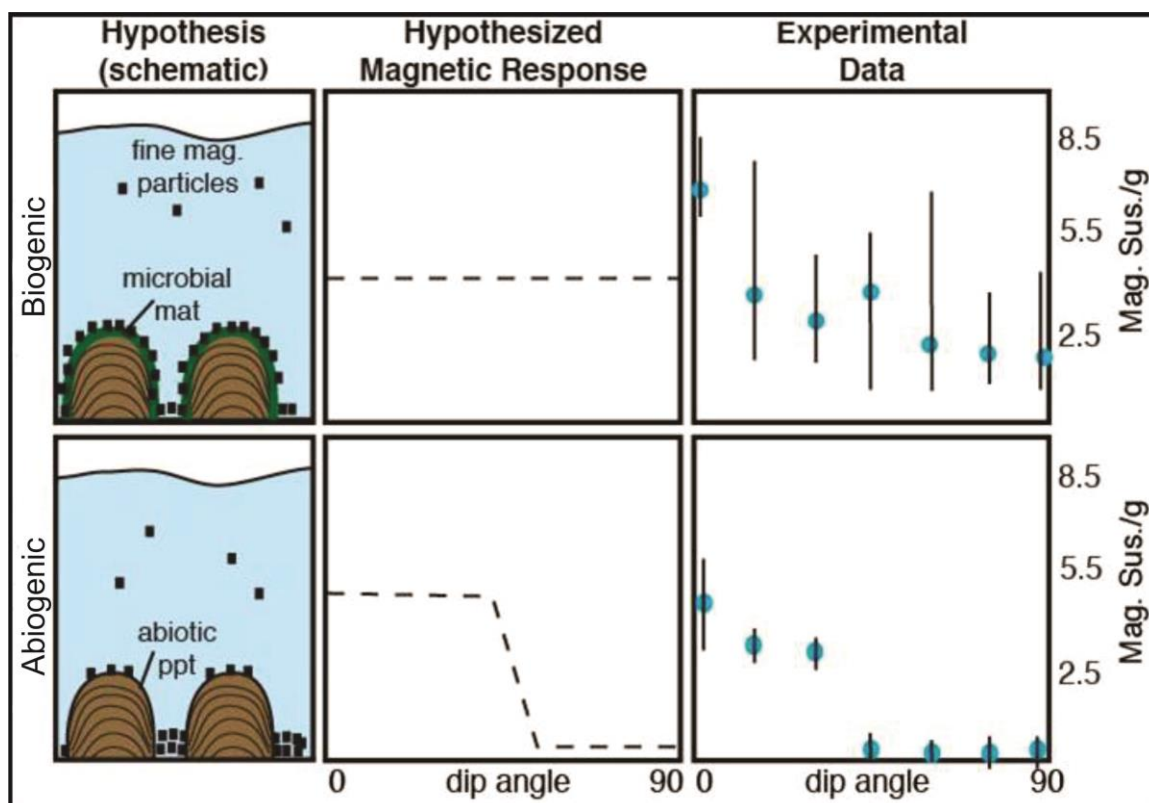 Hypothesis
(schematic)
Hypothesized
Magnetic Response
Experimental
Data
Biogenic
fine mag.
particles
microbial
mat
8.5
5.5
2.5
Mag. Sus./g
Abiogenic
abiotic
ppt
0 dip angle 90
0 dip angle 90
8.5
5.5
2.5
Mag. Sus./g